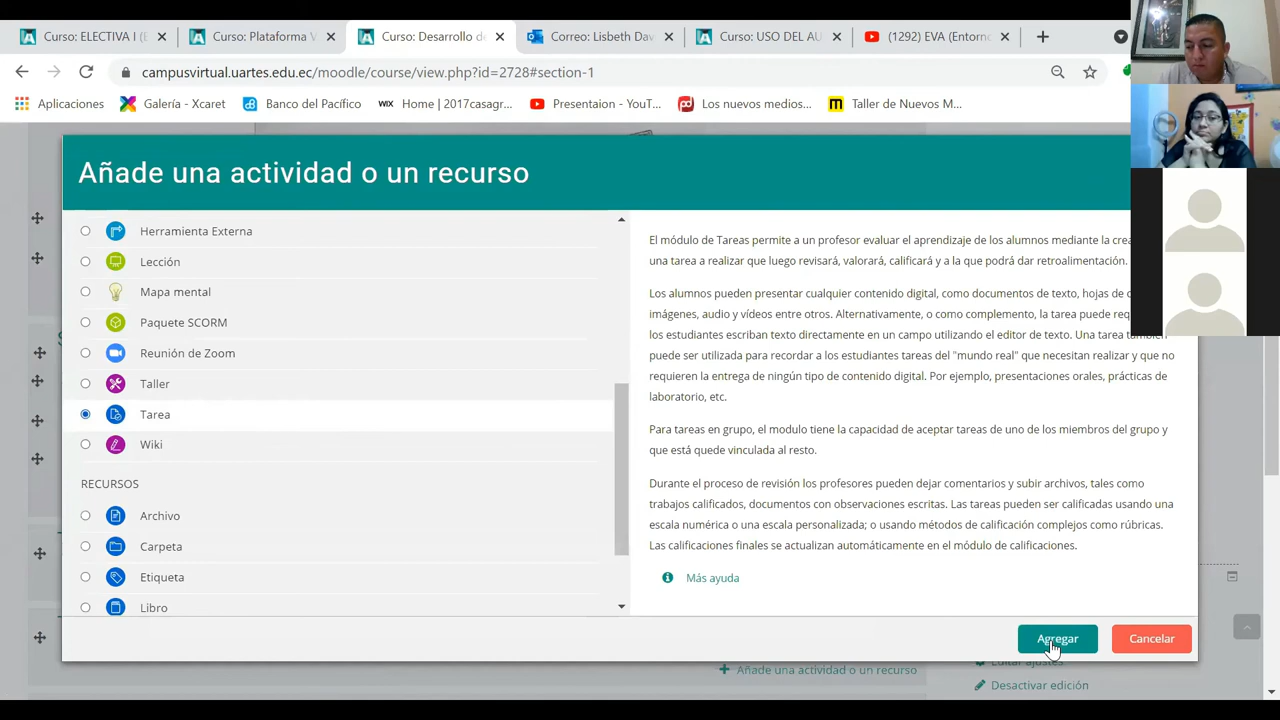 Curso: ELECTIVA I (E
Curso: Plataforma V
Curso: Desarrollo de
Correo: Lisbeth Dav
Curso: USO DEL AU
(1292) EVA (Entorn
campusvirtual.uartes.edu.ec/moodle/course/view.php?id=2728#section-1
Aplicaciones
Galería - Xcaret
Banco del Pacífico
WIX
Home | 2017casagr...
Presentaion - YouT...
Los nuevos medios...
Taller de Nuevos M...
Añade una actividad o un recurso
Herramienta Externa
Lección
Mapa mental
Paquete SCORM
Reunión de Zoom
Taller
Tarea
Wiki
RECURSOS
Archivo
Carpeta
Etiqueta
Libro
El módulo de Tareas permite a un profesor evaluar el aprendizaje de los alumnos mediante la
una tarea a realizar que luego revisará, valorará, calificará y a la que podrá dar retroalimentación.
Los alumnos pueden presentar cualquier contenido digital, como documentos de texto, hojas de
imágenes, audio y vídeos entre otros. Alternativamente, o como complemento, la tarea puede
los estudiantes escriban texto directamente en un campo utilizando el editor de texto. Una tarea
puede ser utilizada para recordar a los estudiantes tareas del "mundo real" que necesitan realizar y que no
requieren la entrega de ningún tipo de contenido digital. Por ejemplo, presentaciones orales, prácticas de
laboratorio, etc.
Para tareas en grupo, el modulo tiene la capacidad de aceptar tareas de uno de los miembros del grupo y
que está quede vinculada al resto.
Durante el proceso de revisión los profesores pueden dejar comentarios y subir archivos, tales como
trabajos calificados, documentos con observaciones escritas. Las tareas pueden ser calificadas usando una
escala numérica o una escala personalizada; o usando métodos de calificación complejos como rúbricas.
Las calificaciones finales se actualizan automáticamente en el módulo de calificaciones.
Más ayuda
Agregar
Cancelar
Editar ajustes
Añade una actividad o un recurso
Desactivar edición